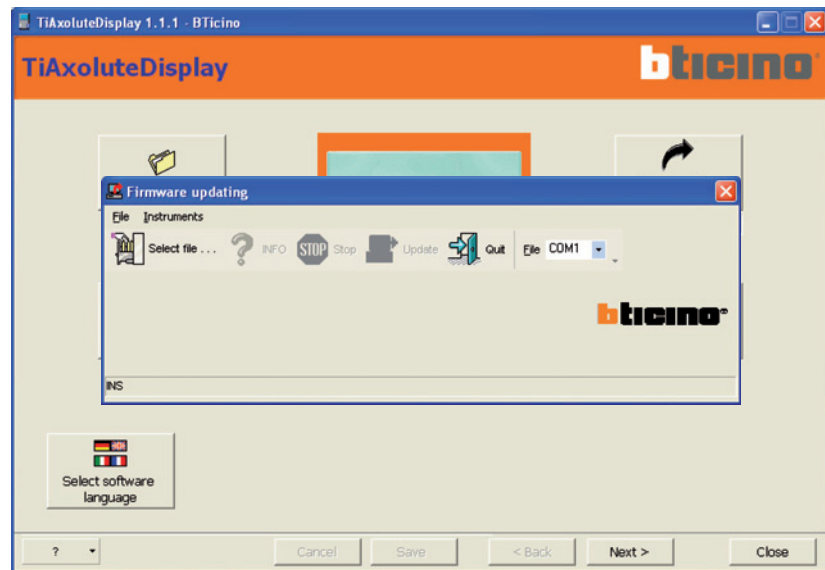 TiAxoluteDisplay 1.1.1 - BTicino
TiAxoluteDisplay
bticino
Firmware updating
File Instruments
Select file ... INFO STOP Stop Update Quit File COM1
bticino
INS
Select software
language
? Cancel Save < Back Next > Close